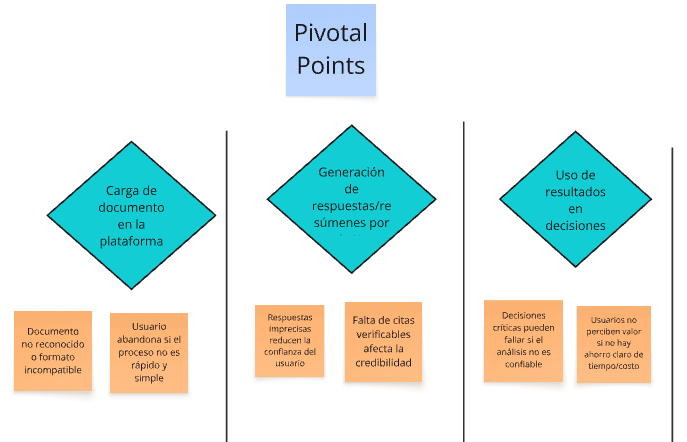 Pivotal
Points
Carga de
documento
en la
plataforma
Generación
de
respuestas/re
súmenes por
Uso de
resultados
en
decisiones
Documento
no reconocido
o formato
incompatible
Usuario
abandona si el
proceso no es
rápido y
simple
Respuestas
imprecisas
reducen la
confianza del
usuario
Falta de citas
verificables
afecta la
credibilidad
Decisiones
críticas pueden
fallar si el
análisis no es
confiable
Usuarios no
perciben valor
si no hay
ahorro claro de
tiempo/costo